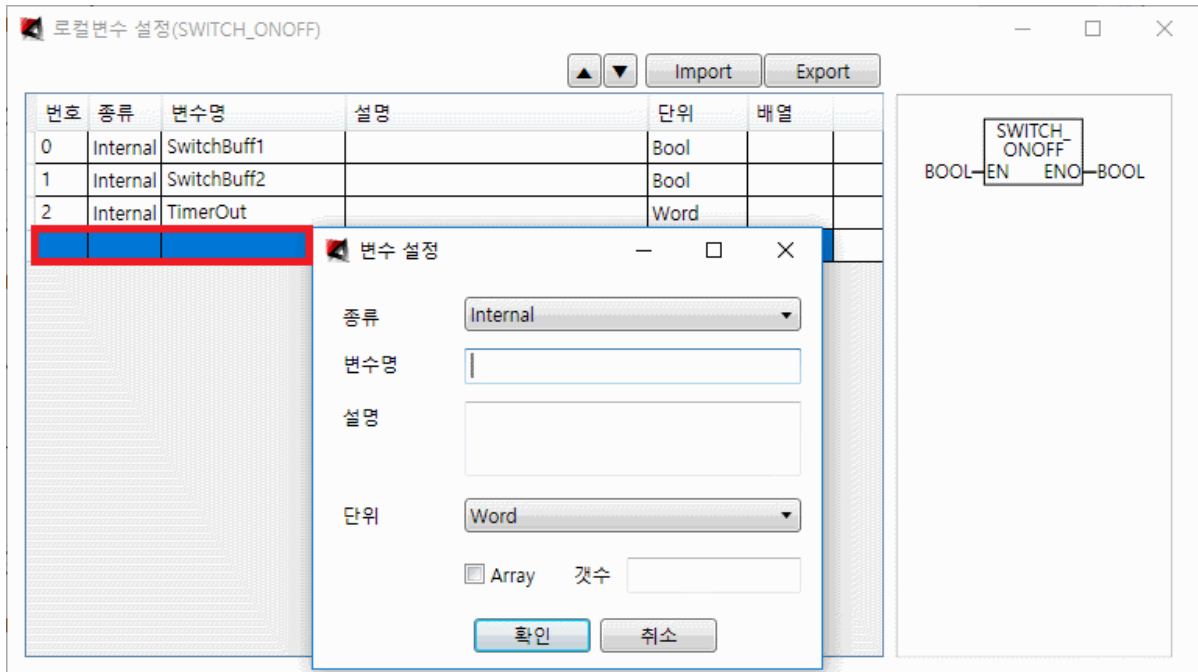 로컬변수 설정(SWITCH_ONOFF)
▲ ▼ Import Export
번호 종류 변수명 설명 단위 배열
0 Internal SwitchBuff1 Bool
1 Internal SwitchBuff2 Bool
2 Internal TimerOut Word
SWITCH_
ONOFF
BOOL EN ENO BOOL
변수 설정
종류 Internal
변수명
설명
단위 Word
Array 갯수
확인 취소